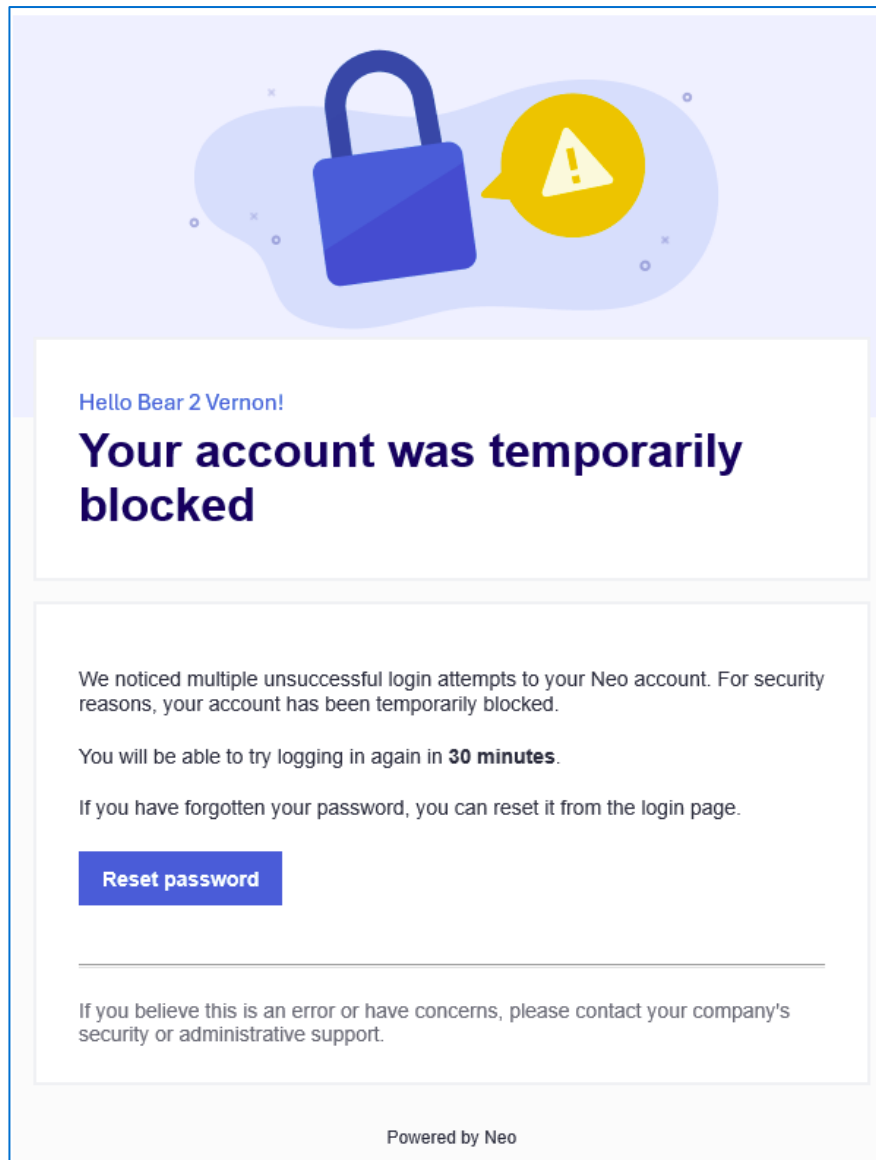 Hello Bear 2 Vernon!
Your account was temporarily
blocked
We noticed multiple unsuccessful login attempts to your Neo account. For security
reasons, your account has been temporarily blocked.
You will be able to try logging in again in 30 minutes.
If you have forgotten your password, you can reset it from the login page.
Reset password
If you believe this is an error or have concerns, please contact your company's
security or administrative support.
Powered by Neo